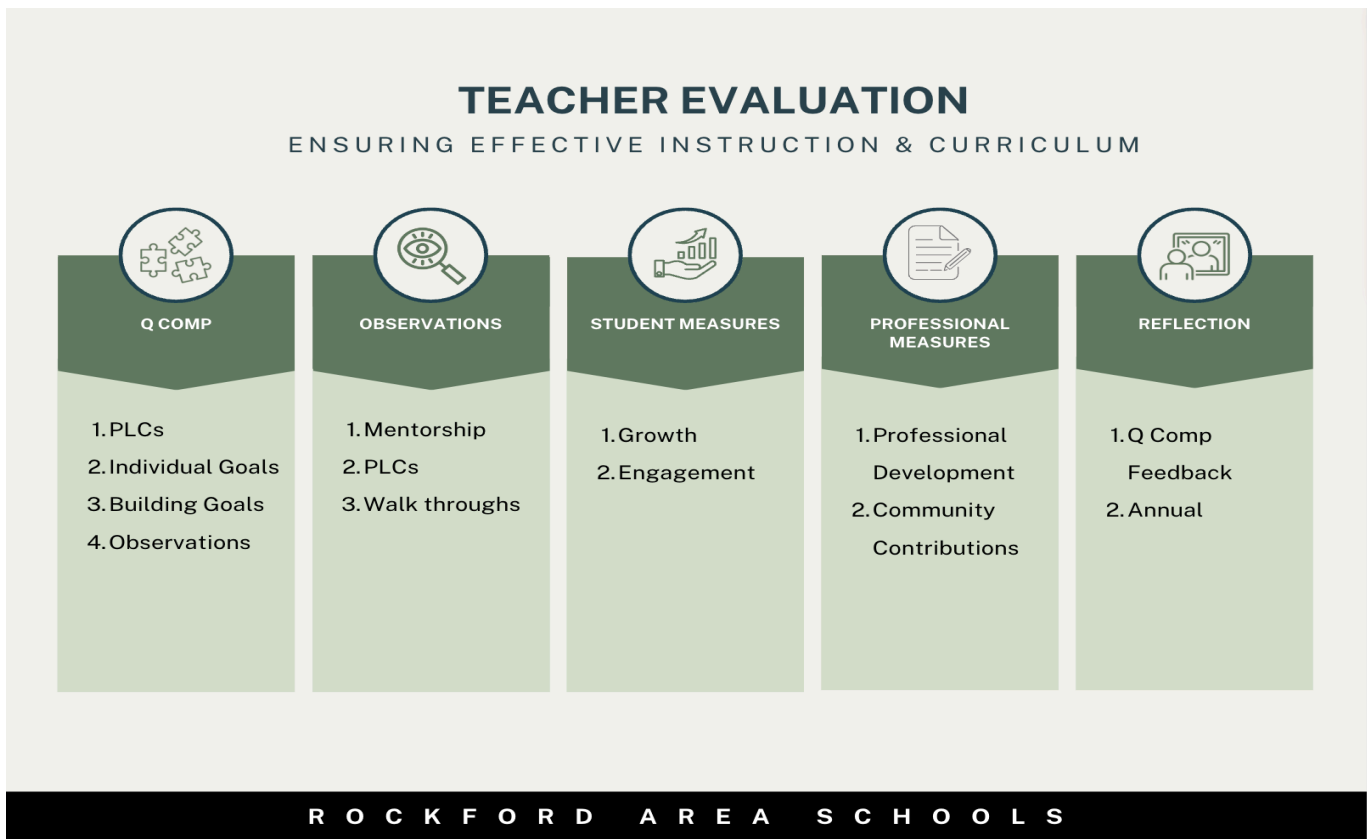 TEACHER EVALUATION
ENSURING EFFECTIVE INSTRUCTION & CURRICULUM
Q COMP
1. PLCs
2. Individual Goals
3. Building Goals
4. Observations
OBSERVATIONS
1. Mentorship
2. PLCs
3. Walk throughs
STUDENT MEASURES
1. Growth
2. Engagement
PROFESSIONAL
MEASURES
1. Professional
Development
2. Community
Contributions
REFLECTION
1. Q Comp
Feedback
2. Annual
ROCKFORD AREA SCHOOLS